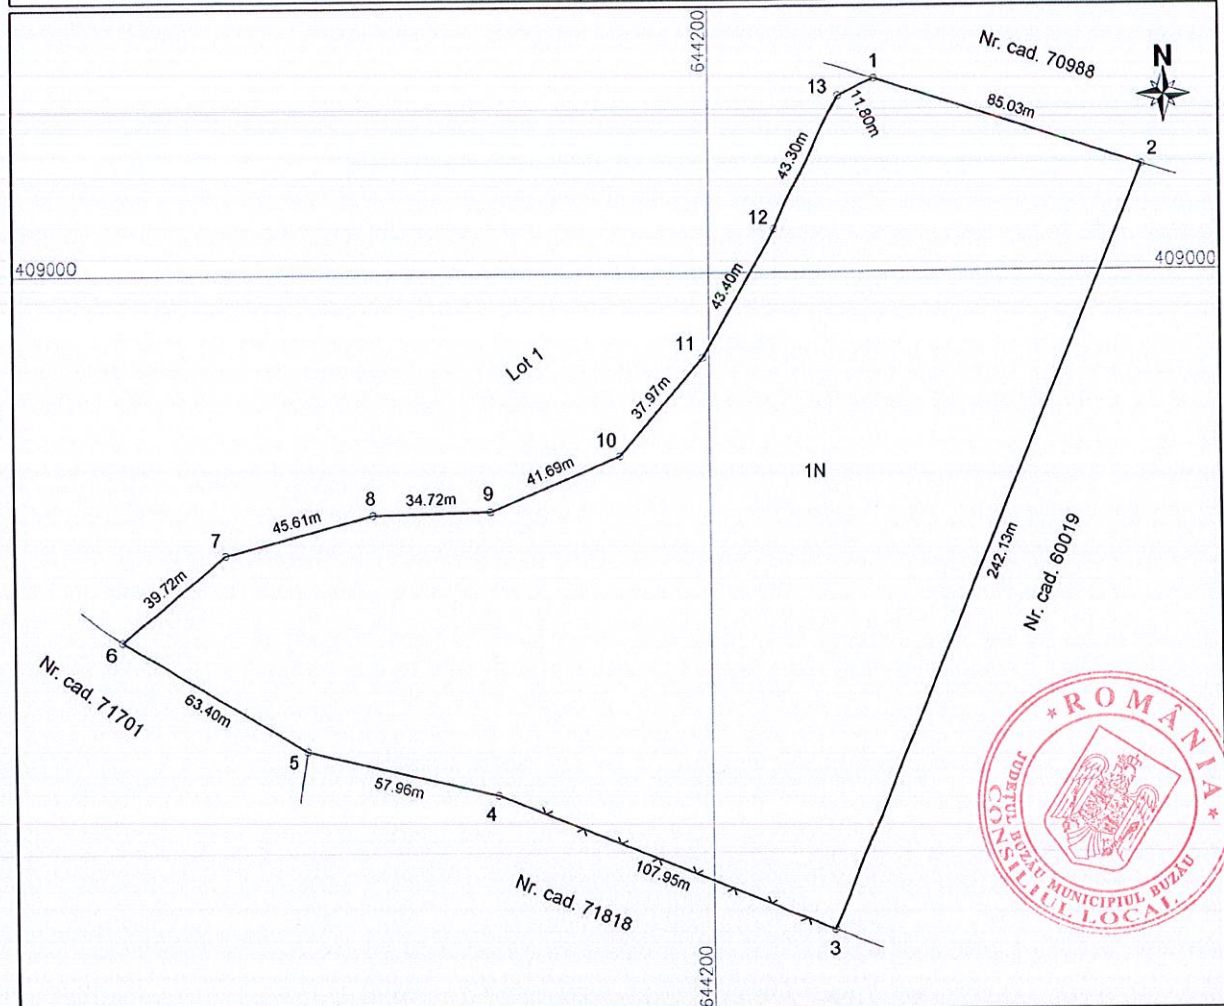 644200
Nr. cad. 70988
N
1
13
11.80m
85.03m
2
43.30m
12
409000
409000
43.40m
11
Lot 1
37.97m
10
41.69m
1N
9
34.72m
8
45.61m
7
242.13m
Nr. cad. 60019
39.72m
6
Nr. cad. 71701
63.40m
5
57.96m
4
107.95m
Nr. cad. 71818
3
644200
* ROMÂNIA *
JUDEȚUL BUZĂU MUNICIPIUL BUZĂU
CONSILIUL LOCAL